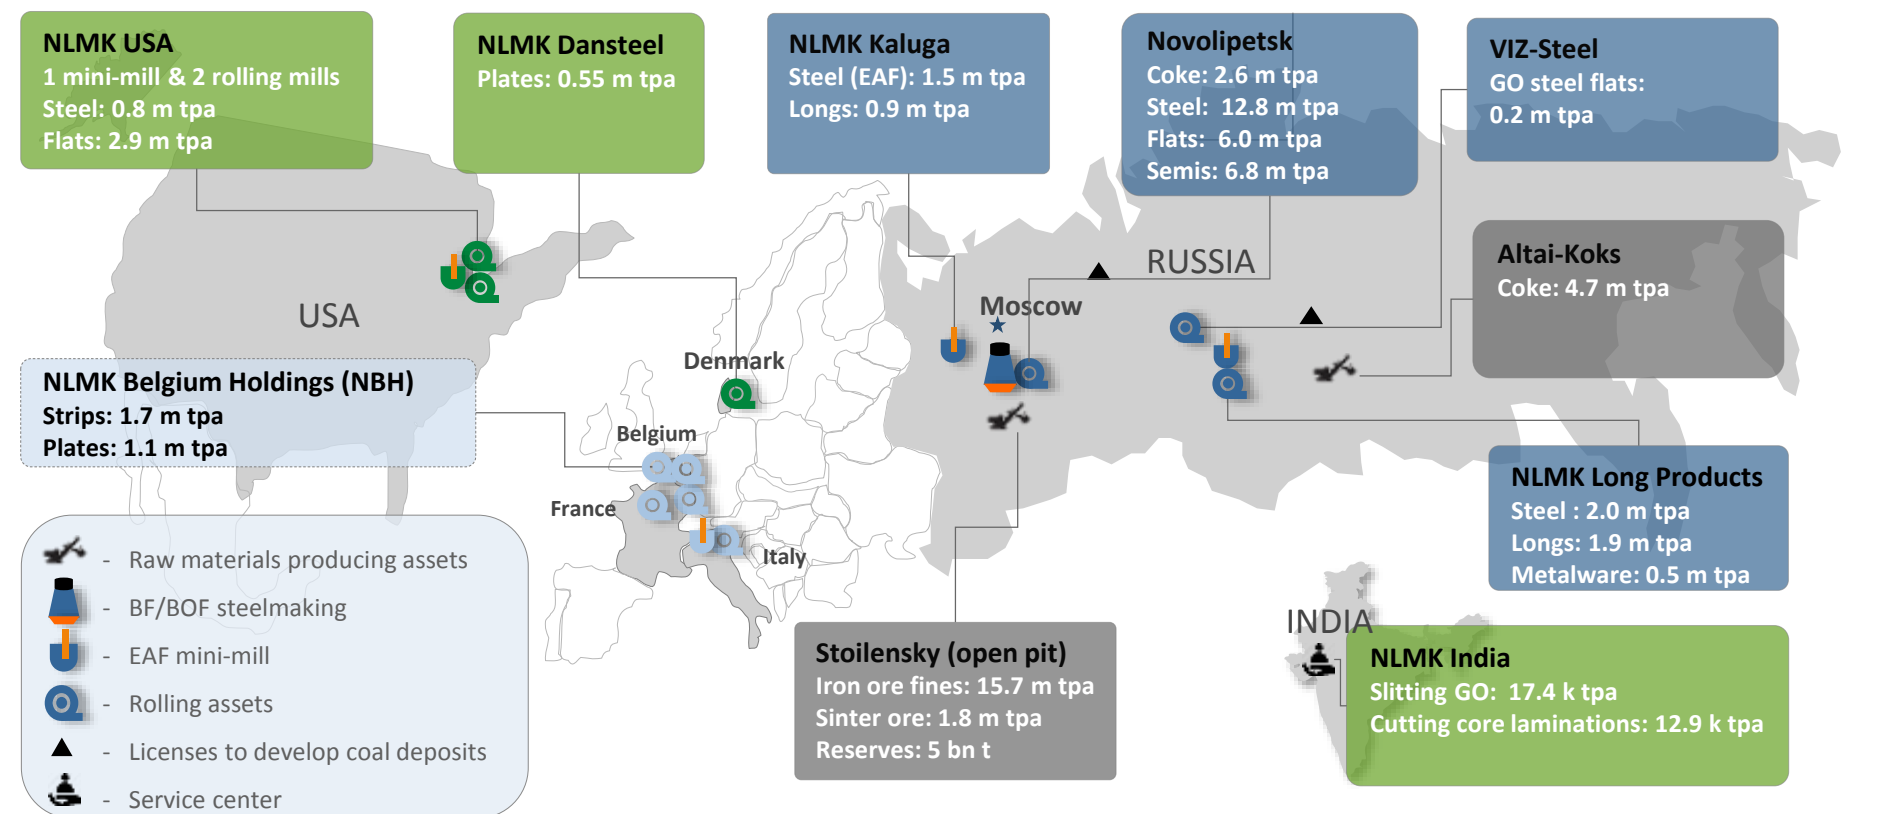 NLMK USA
1 mini-mill & 2 rolling mills
Steel: 0.8 m tpa
Flats: 2.9 m tpa
NLMK Dansteel
Plates: 0.55 m tpa
NLMK Kaluga
Steel (EAF): 1.5 m tpa
Longs: 0.9 m tpa
Novolipetsk
Coke: 2.6 m tpa
Steel: 12.8 m tpa
Flats: 6.0 m tpa
Semis: 6.8 m tpa
VIZ-Steel
GO steel flats:
0.2 m tpa
Altai-Koks
Coke: 4.7 m tpa
RUSSIA
Moscow
USA
Denmark
NLMK Belgium Holdings (NBH)
Strips: 1.7 m tpa
Plates: 1.1 m tpa
Belgium
France
Italy
NLMK Long Products
Steel : 2.0 m tpa
Longs: 1.9 m tpa
Metalware: 0.5 m tpa
- Raw materials producing assets
- BF/BOF steelmaking
- EAF mini-mill
- Rolling assets
- Licenses to develop coal deposits
- Service center
Stoilensky (open pit)
Iron ore fines: 15.7 m tpa
Sinter ore: 1.8 m tpa
Reserves: 5 bn t
INDIA
NLMK India
Slitting GO: 17.4 k tpa
Cutting core laminations: 12.9 k tpa